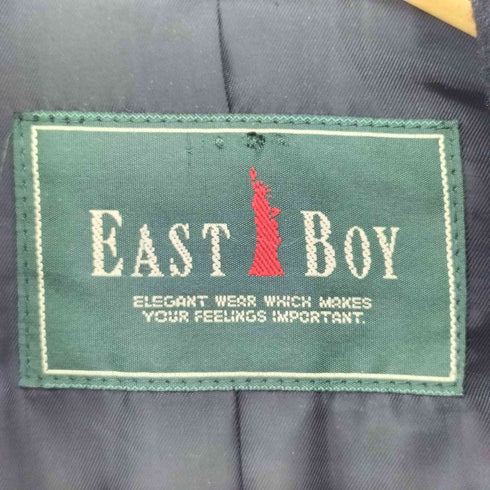 EAST BOY
ELEGANT WEAR WHICH MAKES
YOUR FEELINGS IMPORTANT.